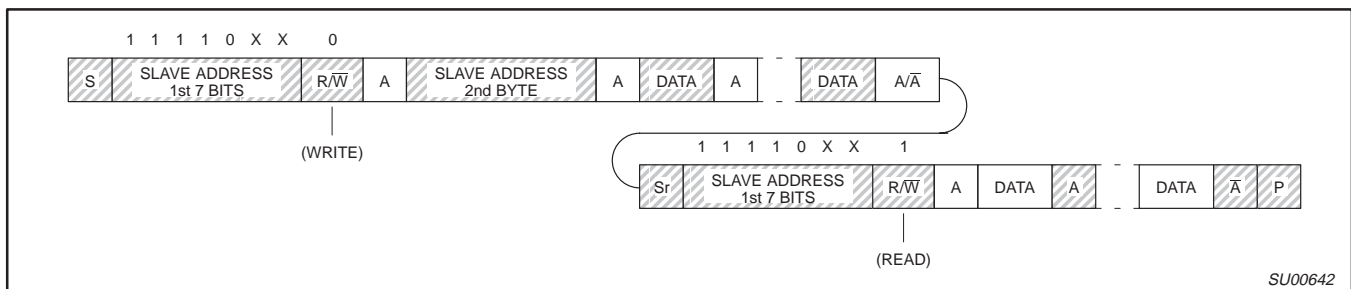 1 1 1 1 0 X X 0
S SLAVE ADDRESS 1st 7 BITS R/W̅ A SLAVE ADDRESS 2nd BYTE A DATA A DATA A/A̅
(WRITE)
1 1 1 1 0 X X 1
Sr SLAVE ADDRESS 1st 7 BITS R/W̅ A DATA A DATA A̅ P
(READ)
SU00642